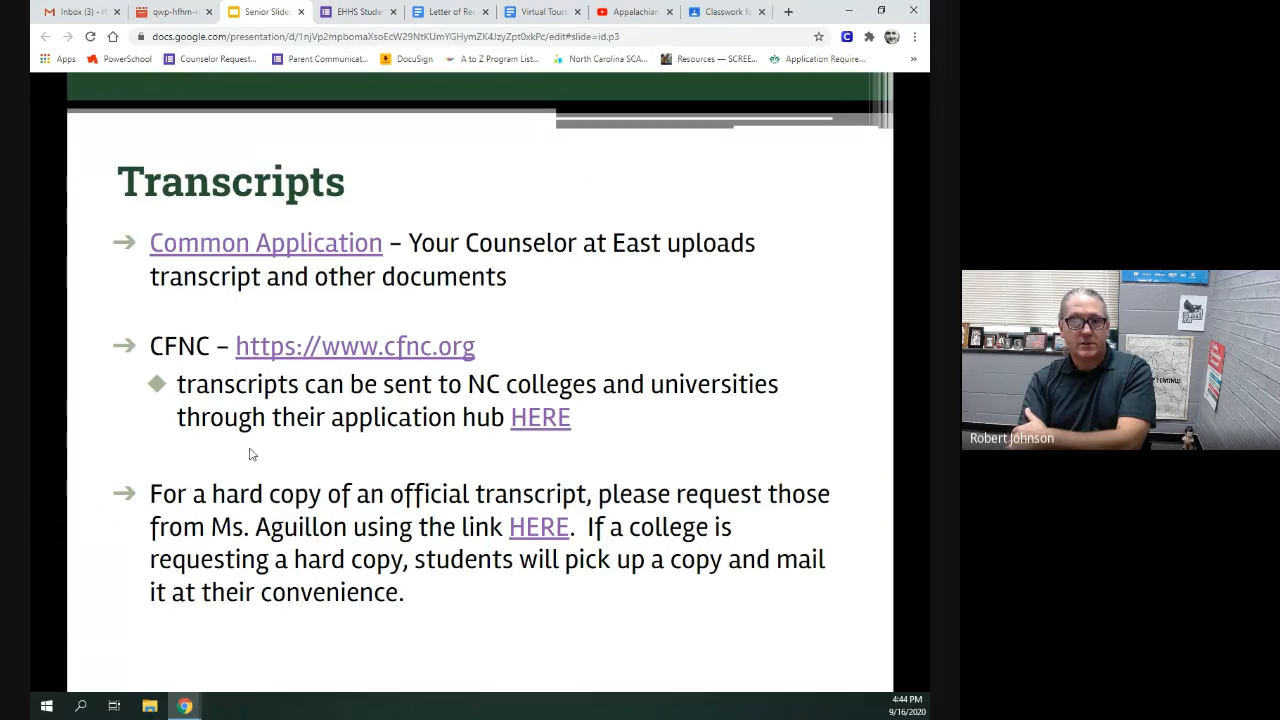 Inbox (3) - r
qwp-hfhm-r
Senior Slide
EHHS Stude
Letter of Re
Virtual Tour
Appalachian
Classwork fo
docs.google.com/presentation/d/1njVp2mpbomaXsoEcW29NtKUmYGHymZK4JzyZpt0xkPc/edit#slide=id.p3
Apps
PowerSchool
Counselor Request...
Parent Communicat...
DocuSign
A to Z Program List...
North Carolina SCA...
Resources — SCREE...
Application Require...
»
Transcripts
Common Application – Your Counselor at East uploads
transcript and other documents
CFNC – https://www.cfnc.org
transcripts can be sent to NC colleges and universities
through their application hub HERE
For a hard copy of an official transcript, please request those
from Ms. Aguillon using the link HERE. If a college is
requesting a hard copy, students will pick up a copy and mail
it at their convenience.
Robert Johnson
4:44 PM
9/16/2020